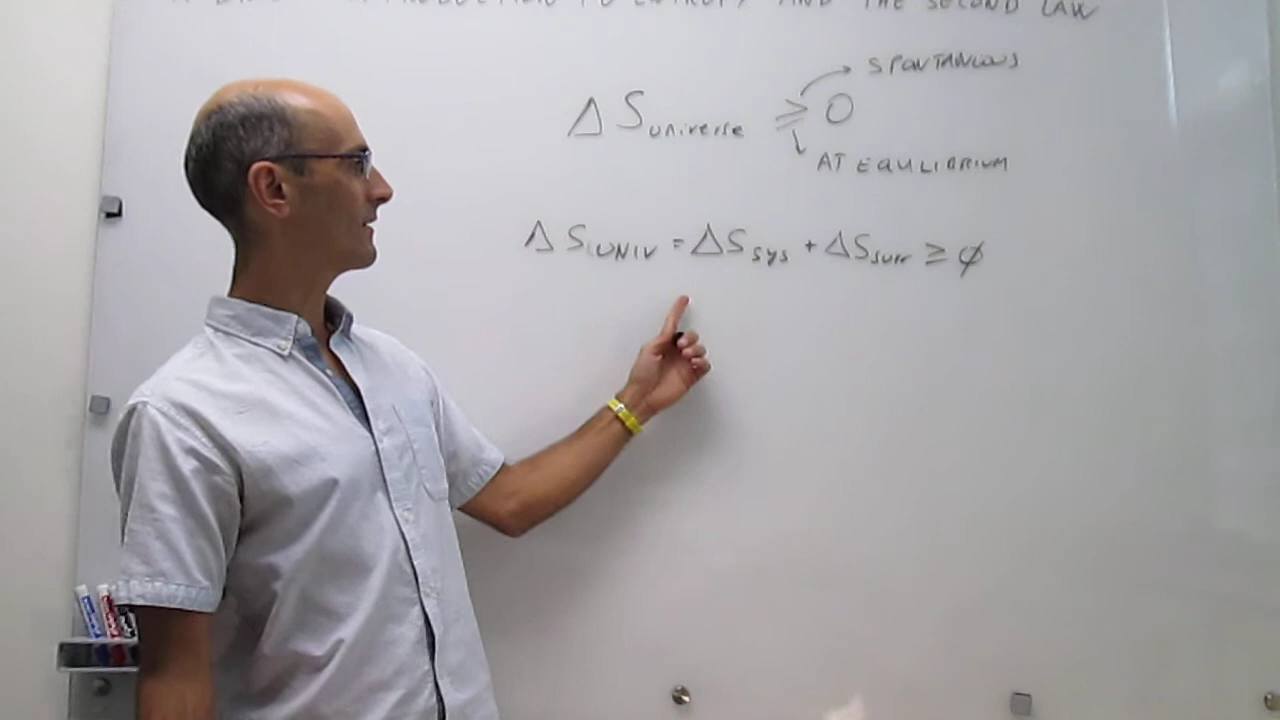 INTRODUCTION TO ENTROPY AND THE SECOND LAW
Δ S universe ≥ 0
SPONTANEOUS
AT EQUILIBRIUM
Δ S UNIV = Δ S sys + Δ S surr ≥ ϕ